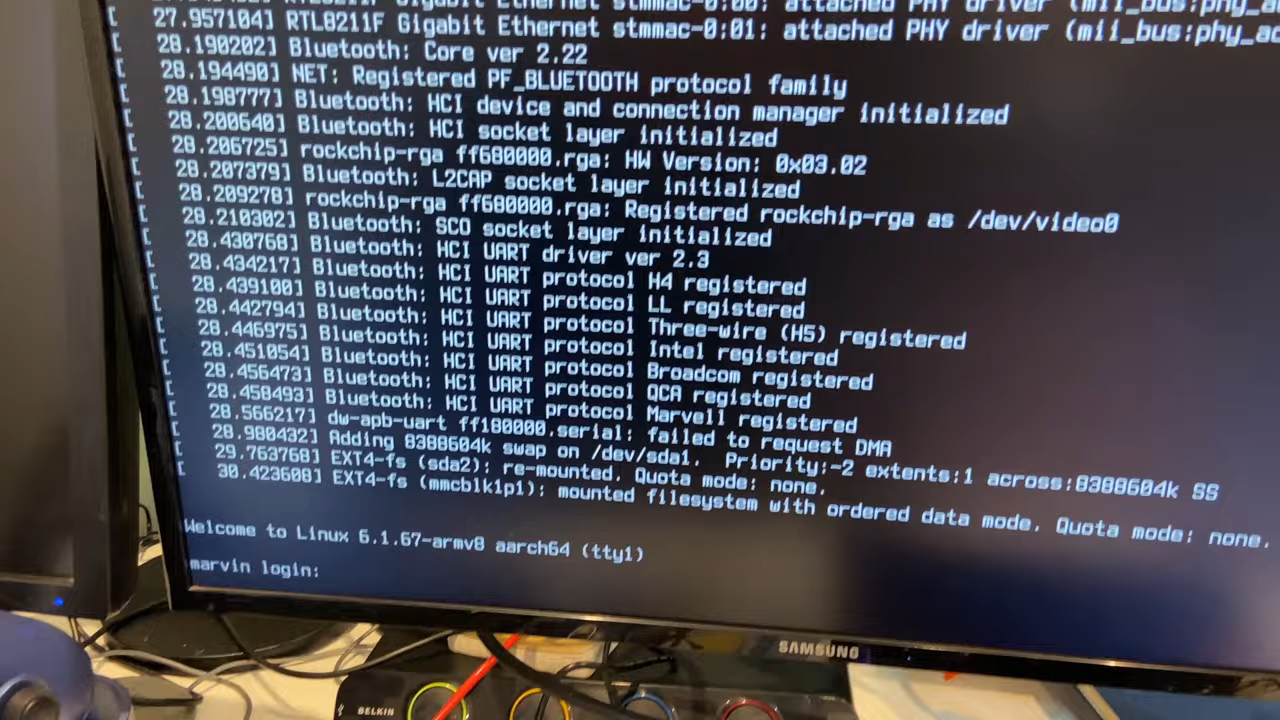 RTL8211F Gigabit Ethernet stmmac-0:00: attached PHY driver (mii_bus:phy_a
[ 27.957104] RTL8211F Gigabit Ethernet stmmac-0:01: attached PHY driver (mii_bus:phy_ad
[ 28.190202] Bluetooth: Core ver 2.22
[ 28.194490] NET: Registered PF_BLUETOOTH protocol family
[ 28.198777] Bluetooth: HCI device and connection manager initialized
[ 28.200640] Bluetooth: HCI socket layer initialized
[ 28.206725] rockchip-rga ff680000.rga: HW Version: 0x03.02
[ 28.207379] Bluetooth: L2CAP socket layer initialized
[ 28.209278] rockchip-rga ff680000.rga: Registered rockchip-rga as /dev/video0
[ 28.210302] Bluetooth: SCO socket layer initialized
[ 28.430768] Bluetooth: HCI UART driver ver 2.3
[ 28.434217] Bluetooth: HCI UART protocol H4 registered
[ 28.439100] Bluetooth: HCI UART protocol LL registered
[ 28.442794] Bluetooth: HCI UART protocol Three-wire (H5) registered
[ 28.446975] Bluetooth: HCI UART protocol Intel registered
[ 28.451054] Bluetooth: HCI UART protocol Broadcom registered
[ 28.456473] Bluetooth: HCI UART protocol QCA registered
[ 28.458493] Bluetooth: HCI UART protocol Marvell registered
[ 28.566217] dw-apb-uart ff180000.serial: failed to request DMA
[ 28.980432] Adding 8388604k swap on /dev/sda1.  Priority:-2 extents:1 across:8388604k SS
[ 29.763768] EXT4-fs (sda2): re-mounted. Quota mode: none.
[ 30.423608] EXT4-fs (mmcblk1p1): mounted filesystem with ordered data mode. Quota mode: none.
Welcome to Linux 6.1.67-armv8 aarch64 (tty1)
marvin login:
SAMSUNG
BELKIN